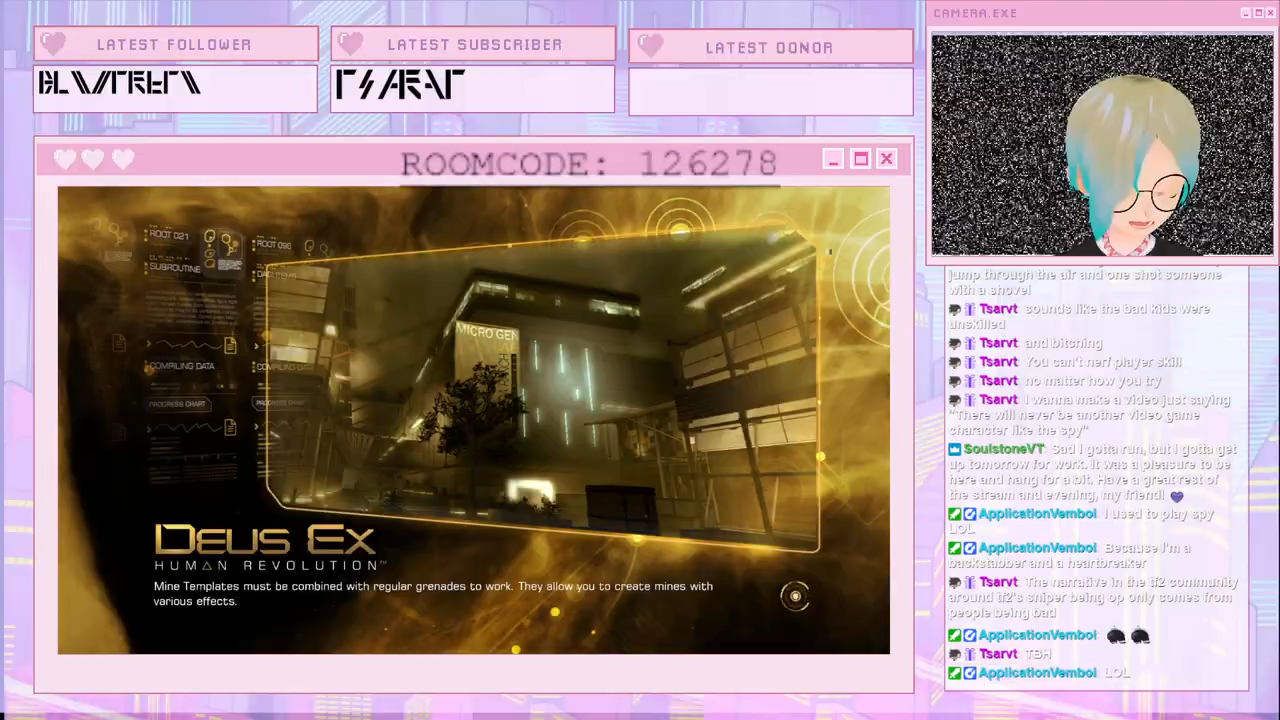 CAMERA.EXE
LATEST FOLLOWER
LATEST SUBSCRIBER
LATEST DONOR
TSARVT
ROOMCODE: 126278
ROOT 021
ROOT 096
SUBROUTINE
COMPILING DATA
PROGRESS CHART
MICRO GEN
DEUS EX
HUMAN REVOLUTION™
Mine Templates must be combined with regular grenades to work. They allow you to create mines with
various effects.
jump through the air and one shot someone
with a shovel
Tsarvt sounds like the bad kids were
unskilled
Tsarvt and bitching
Tsarvt You can't nerf player skill
Tsarvt no matter how you try
Tsarvt I wanna make a video just saying
"There will never be another video game
character like the spy"
SoulstoneVT Sad I gotta run, but I gotta get
up tomorrow for work. It was a pleasure to be
here and hang for a bit. Have a great rest of
the stream and evening, my friend!
ApplicationVemboi I used to play spy
LOL
ApplicationVemboi Because I'm a
backstabber and a heartbreaker
Tsarvt The narrative in the tf2 community
around tf2's sniper being op only comes from
people being bad
ApplicationVemboi
Tsarvt TBH
ApplicationVemboi LOL